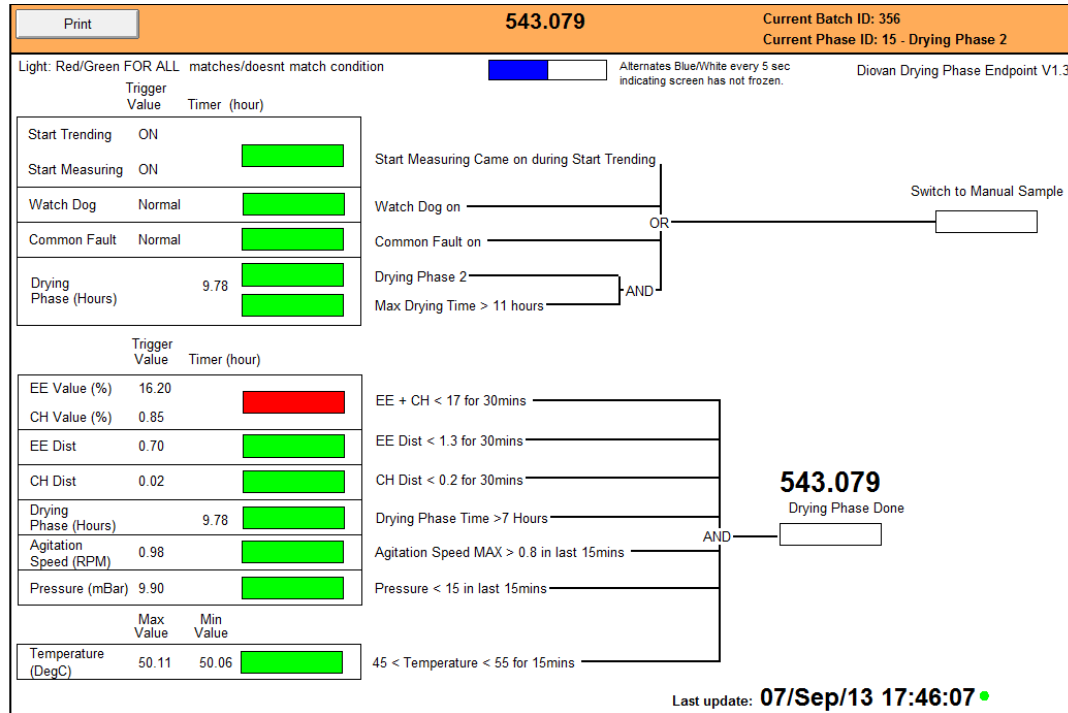 Print
543.079
Current Batch ID: 356
Current Phase ID: 15 - Drying Phase 2
Light: Red/Green FOR ALL matches/doesnt match condition
Alternates Blue/White every 5 sec
indicating screen has not frozen.
Diovan Drying Phase Endpoint V1.3
Trigger
Value Timer (hour)
Start Trending ON
Start Measuring ON
Start Measuring Came on during Start Trending
Watch Dog Normal
Watch Dog on
Common Fault Normal
Common Fault on
OR
Switch to Manual Sample
Drying
Phase (Hours) 9.78
Drying Phase 2
Max Drying Time > 11 hours
AND
Trigger
Value Timer (hour)
EE Value (%) 16.20
CH Value (%) 0.85
EE + CH < 17 for 30mins
EE Dist 0.70
EE Dist < 1.3 for 30mins
CH Dist 0.02
CH Dist < 0.2 for 30mins
Drying
Phase (Hours) 9.78
Drying Phase Time >7 Hours
Agitation
Speed (RPM) 0.98
Agitation Speed MAX > 0.8 in last 15mins
Pressure (mBar) 9.90
Pressure < 15 in last 15mins
AND
543.079
Drying Phase Done
Max
Value
Min
Value
Temperature
(DegC) 50.11 50.06
45 < Temperature < 55 for 15mins
Last update: 07/Sep/13 17:46:07